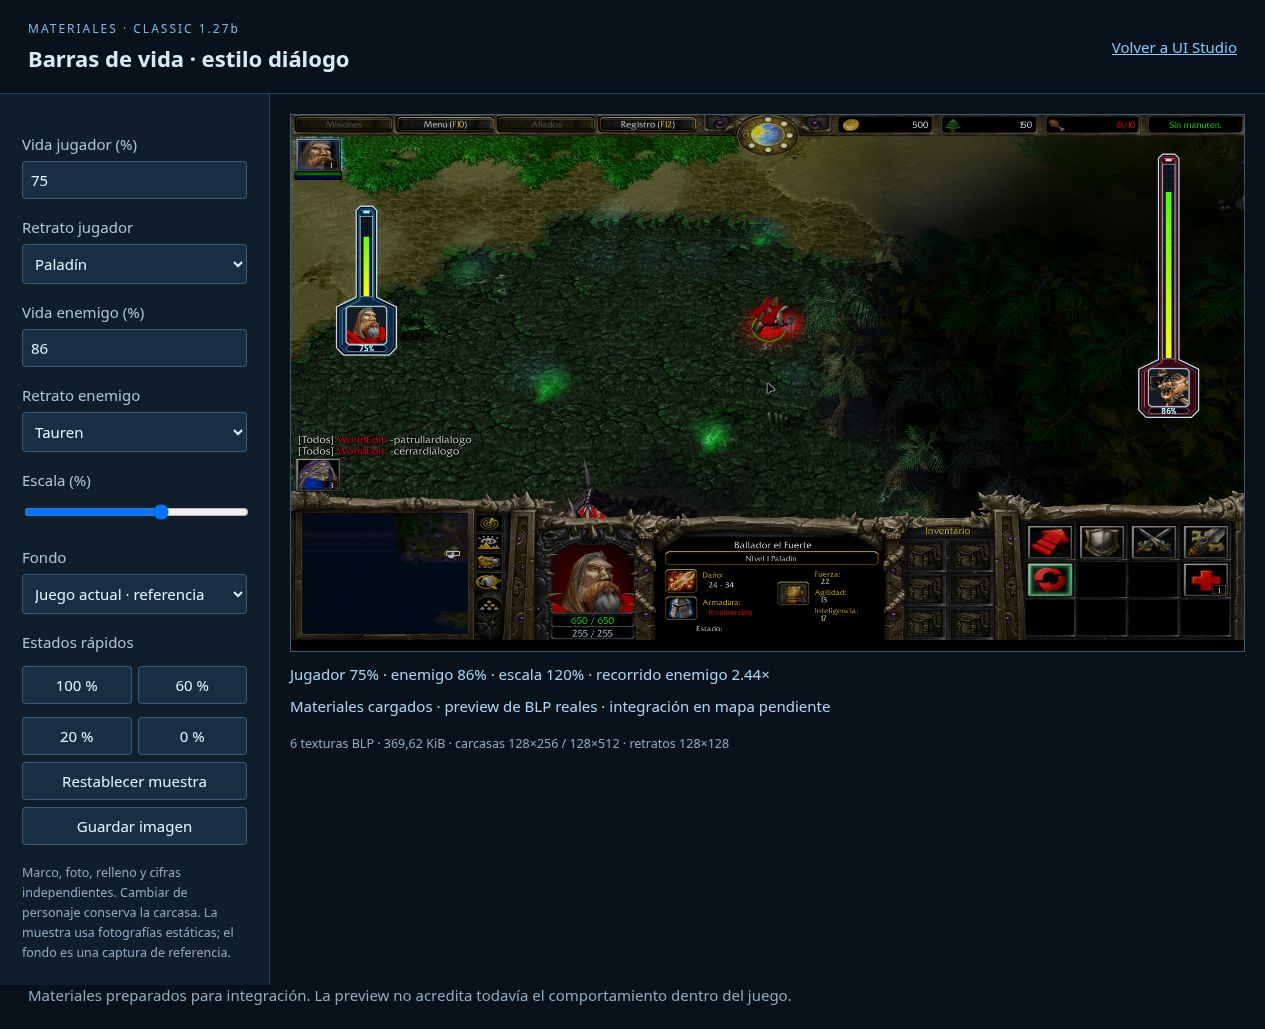 MATERIALES · CLASSIC 1.27b
Barras de vida · estilo diálogo
Volver a UI Studio
Vida jugador (%)
75
Retrato jugador
Paladín
Vida enemigo (%)
86
Retrato enemigo
Tauren
Escala (%)
Fondo
Juego actual · referencia
Estados rápidos
100 %
60 %
20 %
0 %
Restablecer muestra
Guardar imagen
Marco, foto, relleno y cifras
independientes. Cambiar de
personaje conserva la carcasa. La
muestra usa fotografías estáticas; el
fondo es una captura de referencia.
Misiones
Menú (F10)
Aliados
Registro (F12)
500
150
15/10
Sin manuten.
1
75%
86%
[Todos] WorldEdit: -patrullardialogo
[Todos] WorldEdit: -cerrardialogo
3
650 / 650
255 / 255
Ballador el Fuerte
Nivel 1 Paladín
Daño:
24 - 34
Armadura:
Invulnerable
Fuerza:
22
Agilidad:
13
Inteligencia:
17
Estado:
Inventario
1
Jugador 75% · enemigo 86% · escala 120% · recorrido enemigo 2.44×
Materiales cargados · preview de BLP reales · integración en mapa pendiente
6 texturas BLP · 369,62 KiB · carcasas 128×256 / 128×512 · retratos 128×128
Materiales preparados para integración. La preview no acredita todavía el comportamiento dentro del juego.